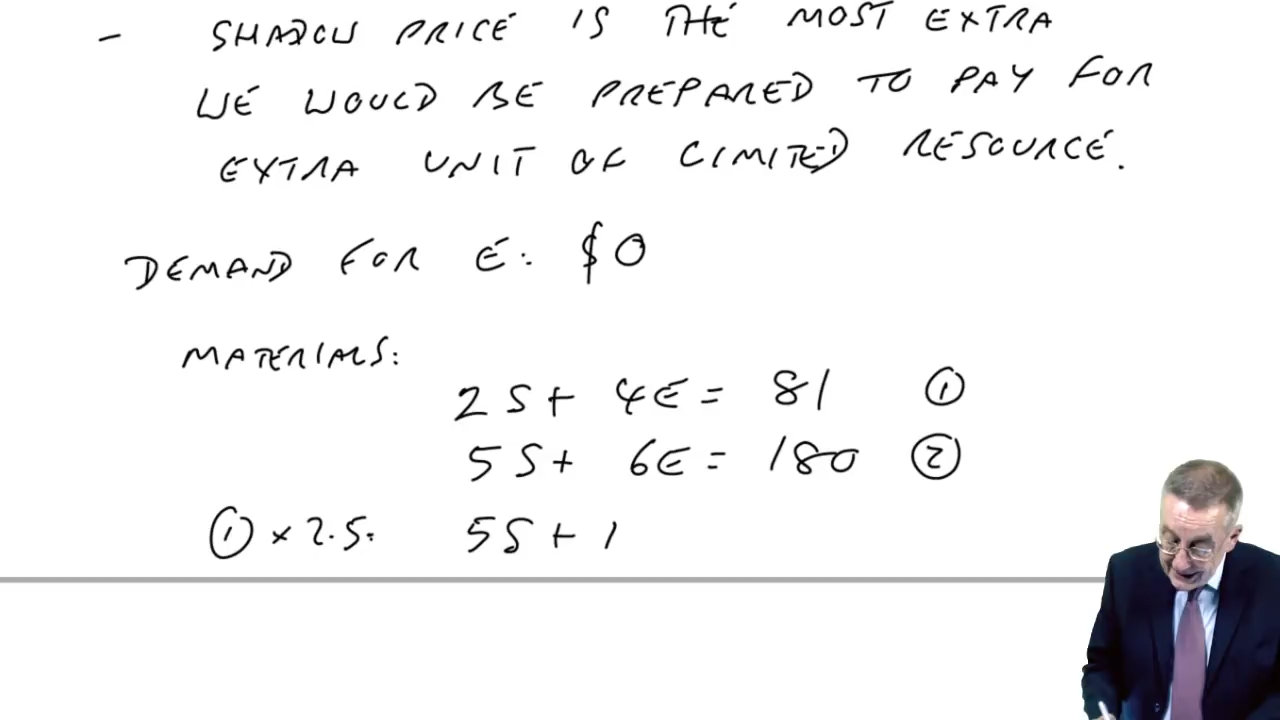 - SHADOW PRICE IS THE MOST EXTRA
WE WOULD BE PREPARED TO PAY FOR
EXTRA UNIT OF LIMITED RESOURCE.
DEMAND FOR E: $0
MATERIALS:
2S + 4E = 81 ①
5S + 6E = 180 ②
① × 2.5: 5S + 1